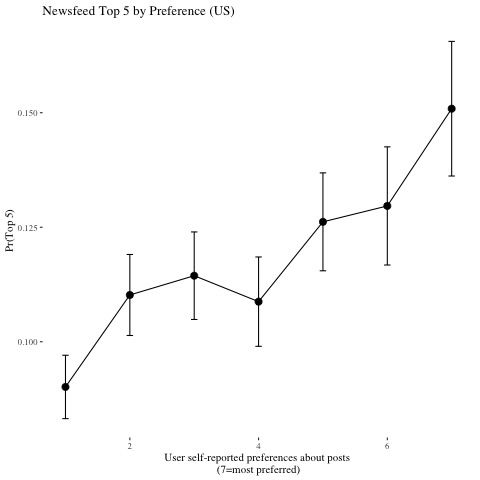 Newsfeed Top 5 by Preference (US)
Pr(Top 5)
0.150
0.125
0.100
2 4 6
User self-reported preferences about posts
(7=most preferred)